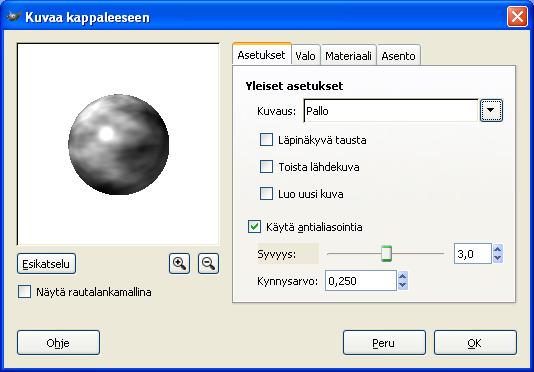 Kuvaa kappaleeseen
Asetukset Valo Materiaali Asento
Yleiset asetukset
Kuvaus: Pallo
Läpinäkyvä tausta
Toista lähdekuva
Luo uusi kuva
Käytä antialiasointia
Syvyys: 3,0
Kynnysarvo: 0,250
Esikatselu
Näytä rautalankamallina
Ohje Peru OK